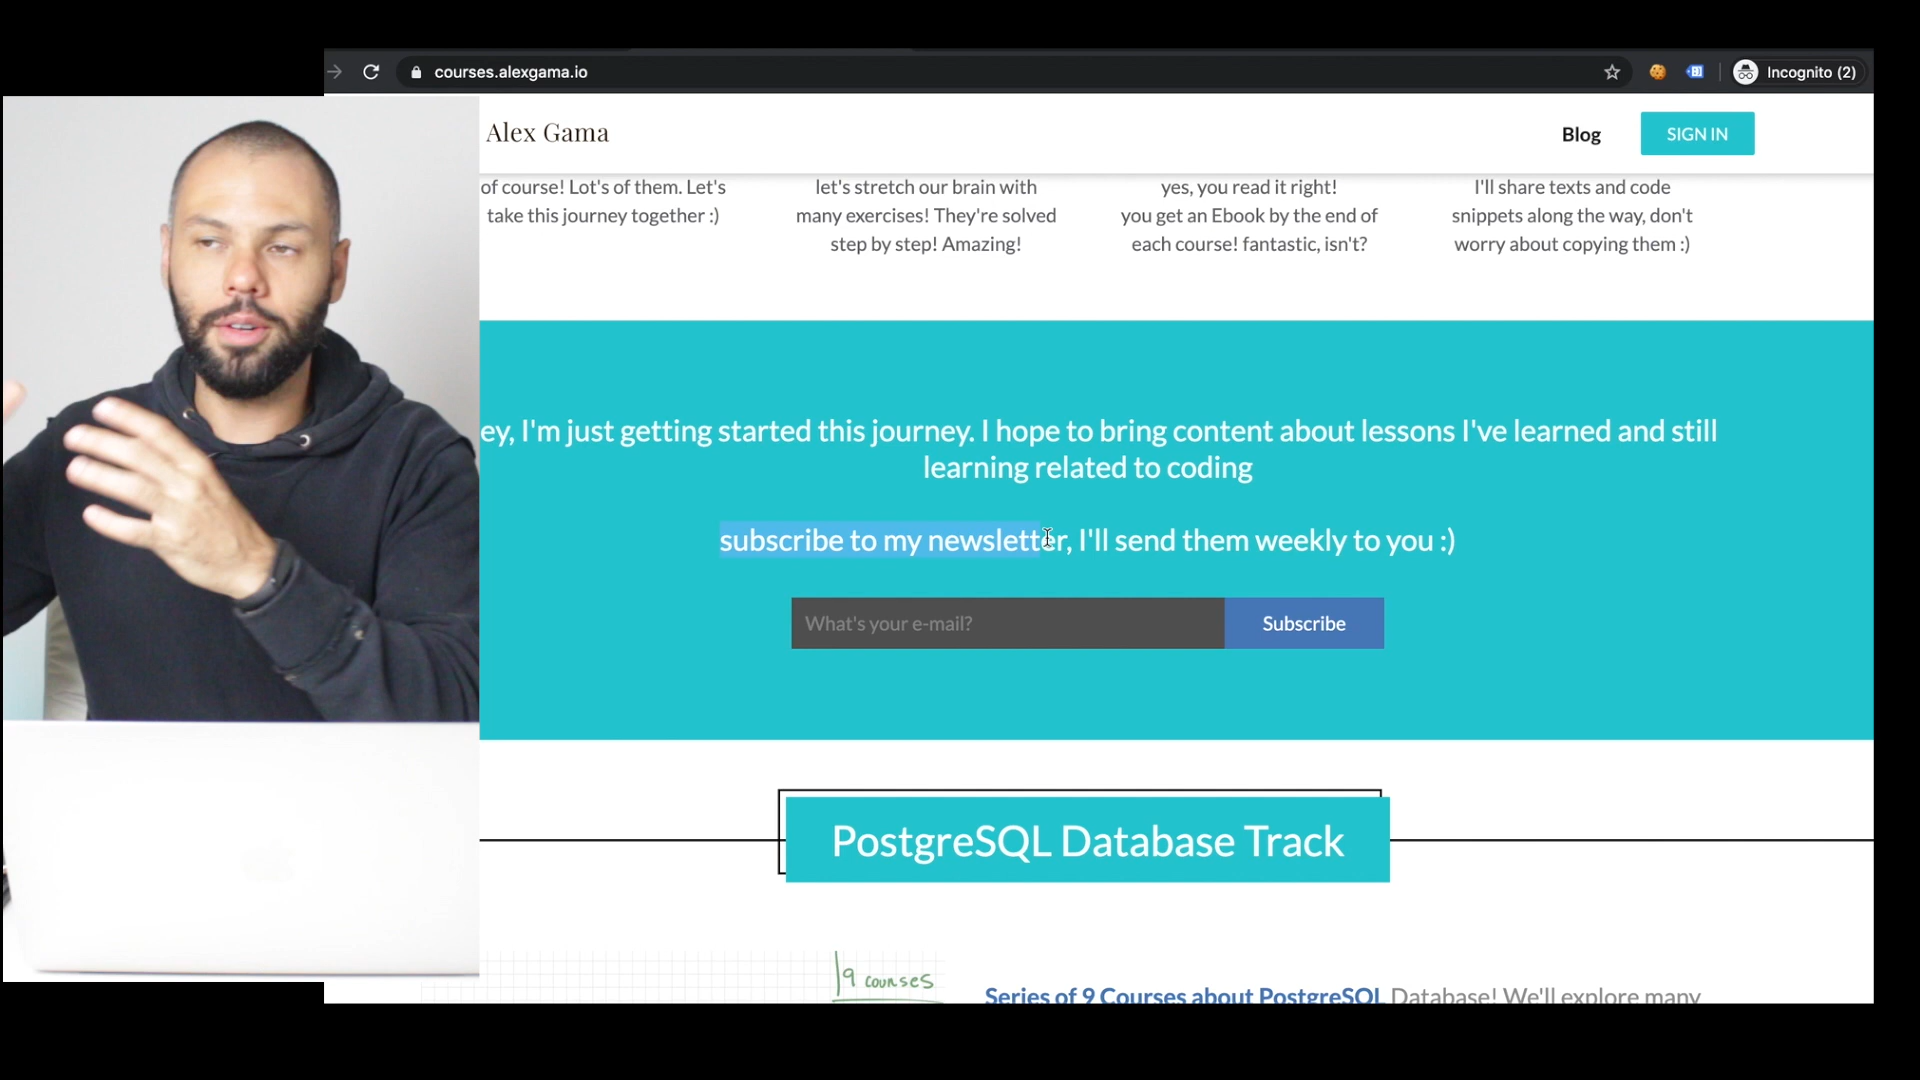 courses.alexgama.io
Incognito (2)
Alex Gama
Blog
SIGN IN
of course! Lot's of them. Let's
take this journey together :)
let's stretch our brain with
many exercises! They're solved
step by step! Amazing!
yes, you read it right!
you get an Ebook by the end of
each course! fantastic, isn't?
I'll share texts and code
snippets along the way, don't
worry about copying them :)
ey, I'm just getting started this journey. I hope to bring content about lessons I've learned and still
learning related to coding
subscribe to my newsletter, I'll send them weekly to you :)
What's your e-mail?
Subscribe
PostgreSQL Database Track
9 courses
Series of 9 Courses about PostgreSQL Database! We'll explore many